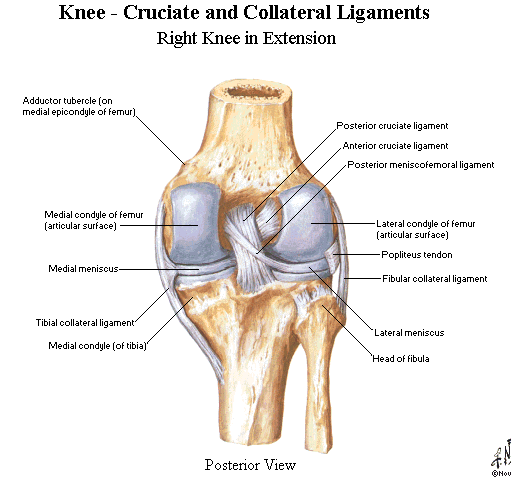 Knee - Cruciate and Collateral Ligaments
Right Knee in Extension
Adductor tubercle (on
medial epicondyle of femur)
Posterior cruciate ligament
Anterior cruciate ligament
Posterior meniscofemoral ligament
Medial condyle of femur
(articular surface)
Lateral condyle of femur
(articular surface)
Popliteus tendon
Medial meniscus
Fibular collateral ligament
Tibial collateral ligament
Lateral meniscus
Medial condyle (of tibia)
Head of fibula
Posterior View